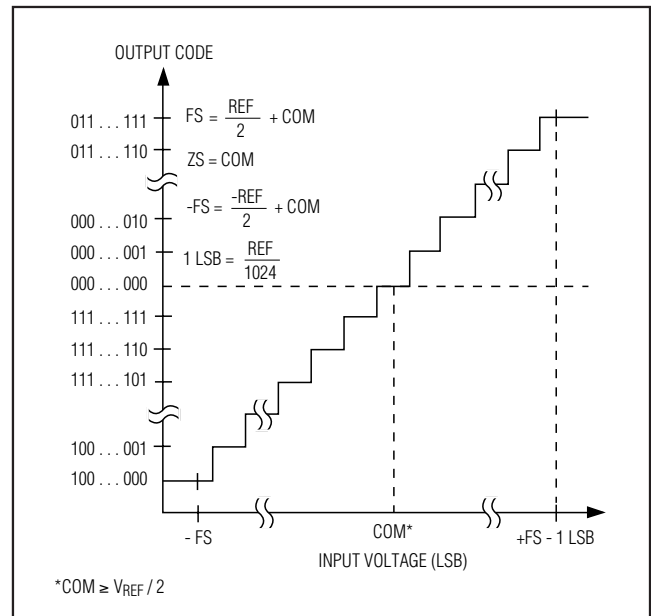 OUTPUT CODE
011 . . . 111
011 . . . 110
000 . . . 010
000 . . . 001
000 . . . 000
111 . . . 111
111 . . . 110
111 . . . 101
100 . . . 001
100 . . . 000
FS = REF/2 + COM
ZS = COM
-FS = -REF/2 + COM
1 LSB = REF/1024
- FS
COM*
+FS - 1 LSB
INPUT VOLTAGE (LSB)
*COM ≥ VREF / 2